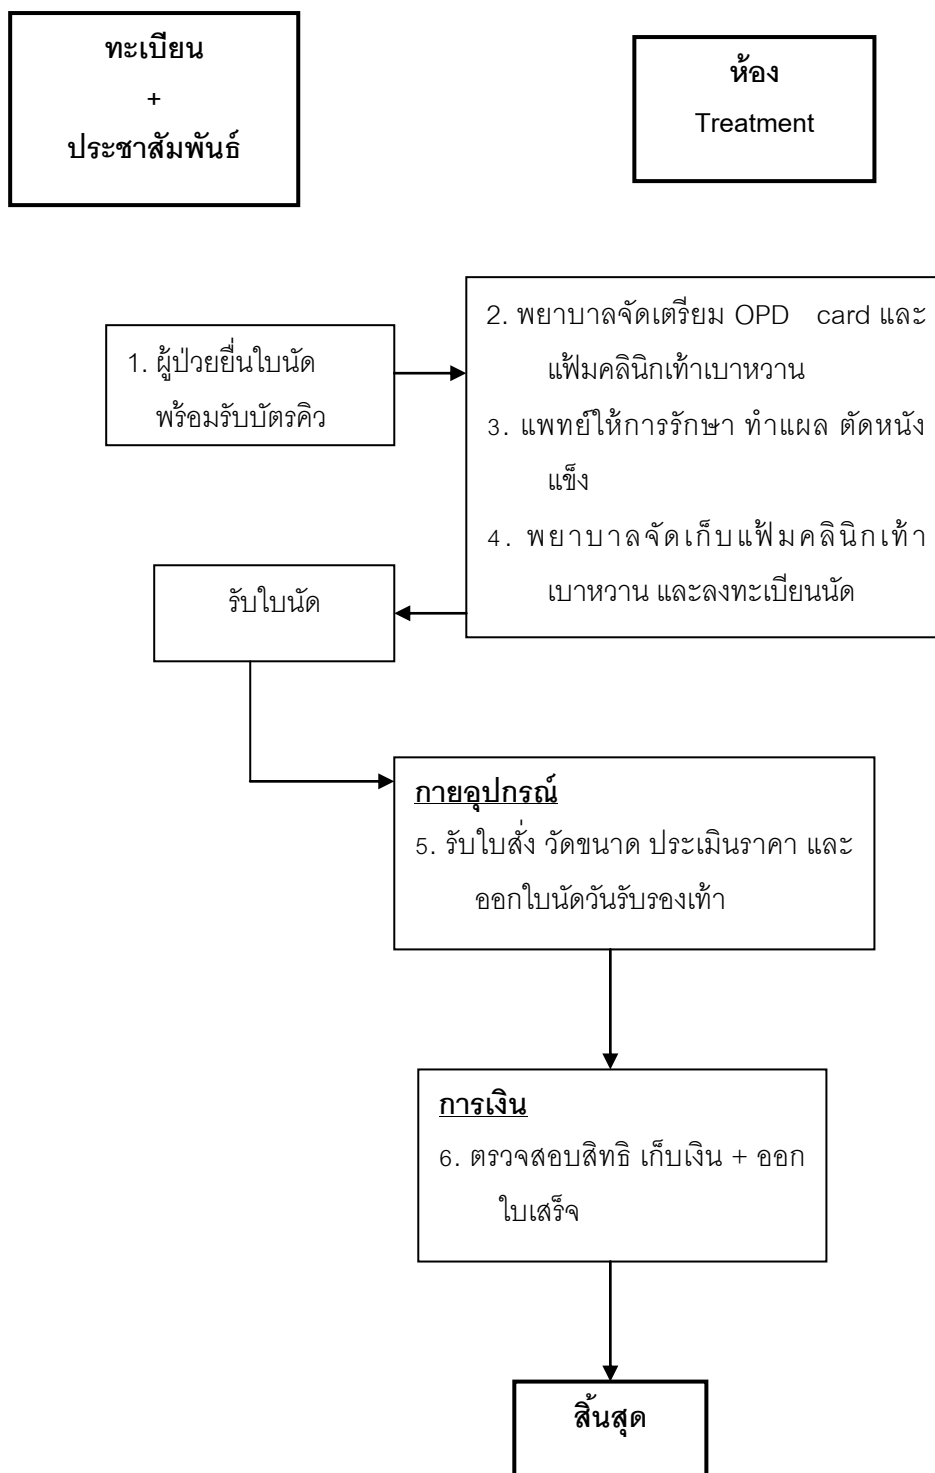 ทะเบียน
+
ประชาสัมพันธ์
ห้อง
Treatment
1. ผู้ป่วยยื่นใบนัด
พร้อมรับบัตรคิว
2. พยาบาลจัดเตรียม OPD card และ
แฟ้มคลินิกเท้าเบาหวาน
3. แพทย์ให้การรักษา ทำแผล ตัดหนัง
แข็ง
4. พยาบาลจัดเก็บแฟ้มคลินิกเท้า
เบาหวาน และลงทะเบียนนัด
รับใบนัด
กายอุปกรณ์
5. รับใบสั่ง วัดขนาด ประเมินราคา และ
ออกใบนัดวันรับรองเท้า
การเงิน
6. ตรวจสอบสิทธิ เก็บเงิน + ออก
ใบเสร็จ
สิ้นสุด